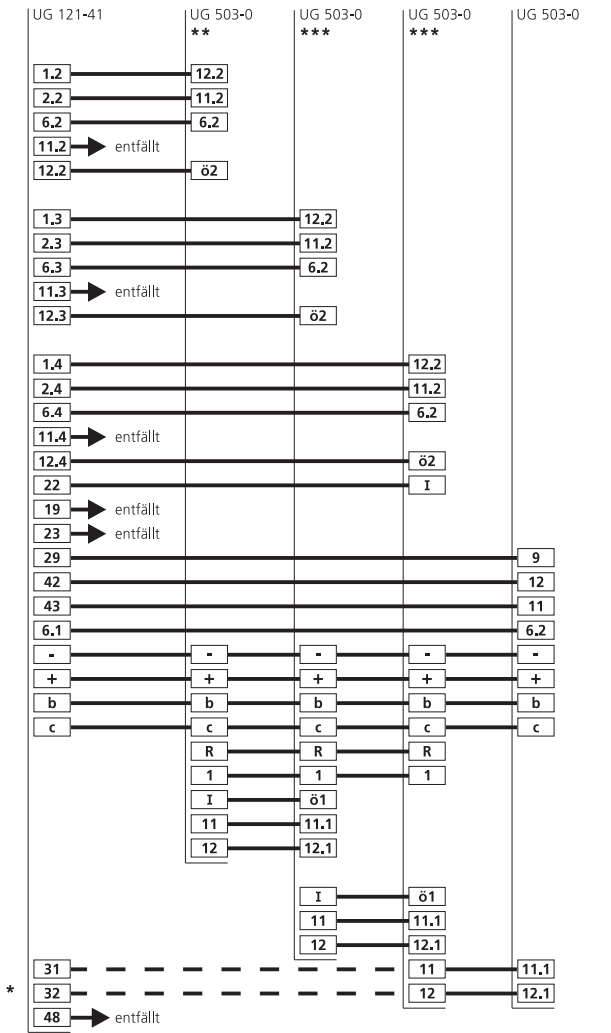 UG 121-41 UG 503-0 UG 503-0 UG 503-0 UG 503-0
** *** ***
1.2 12.2
2.2 11.2
6.2 6.2
11.2 entfällt
12.2 ö2
1.3 12.2
2.3 11.2
6.3 6.2
11.3 entfällt
12.3 ö2
1.4 12.2
2.4 11.2
6.4 6.2
11.4 entfällt
12.4 ö2
22 I
19 entfällt
23 entfällt
29 9
42 12
43 11
6.1 6.2
- - - - -
+ + + + +
b b b b b
c c c c c
R R R
1 1 1
I ö1
11 11.1
12 12.1
I ö1
11 11.1
12 12.1
31 11 11.1
* 32 12 12.1
48 entfällt